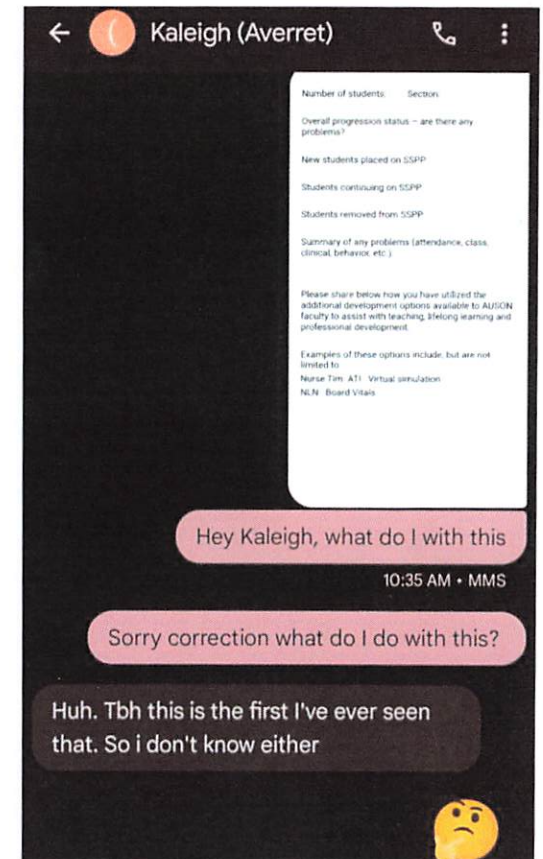 Kaleigh (Averret)
Number of students: Section:
Overall progression status – are there any
problems?
New students placed on SSPP
Students continuing on SSPP
Students removed from SSPP
Summary of any problems (attendance, class,
clinical, behavior, etc.)
Please share below how you have utilized the
additional development options available to AUSON
faculty to assist with teaching, lifelong learning and
professional development.
Examples of these options include, but are not
limited to
Nurse Tim ATI Virtual simulation
NLN Board Vitals
Hey Kaleigh, what do I with this
10:35 AM • MMS
Sorry correction what do I do with this?
Huh. Tbh this is the first I've ever seen
that. So i don't know either